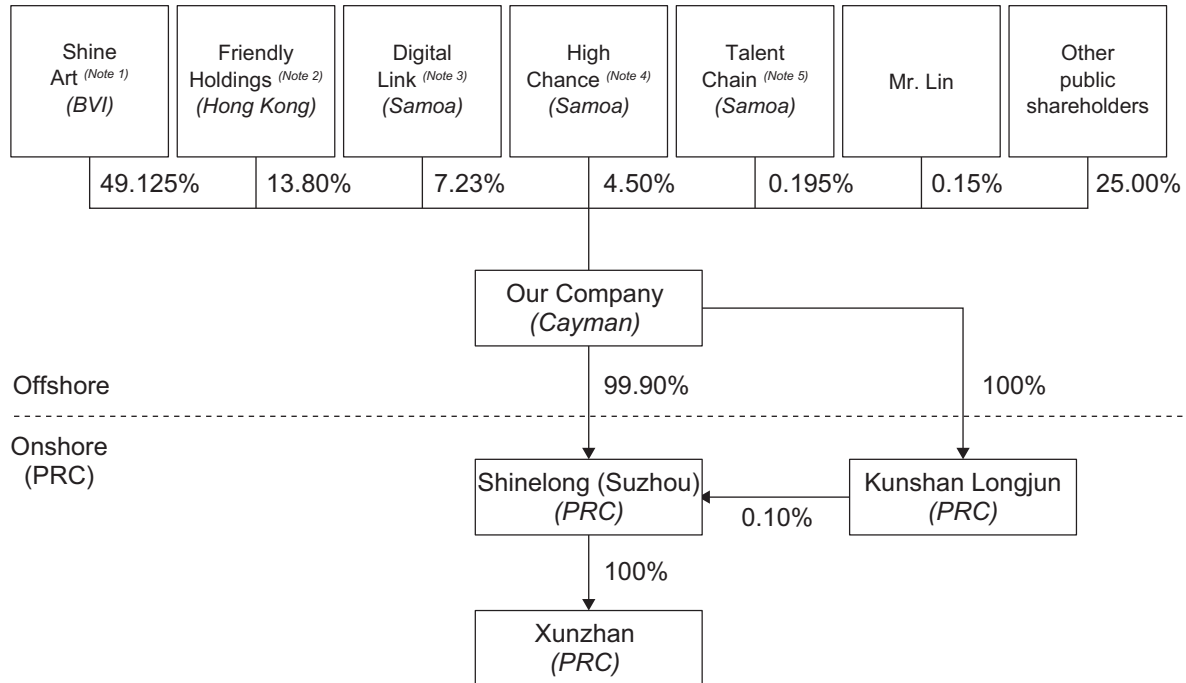 Shine
Art (Note 1)
(BVI)
Friendly
Holdings (Note 2)
(Hong Kong)
Digital
Link (Note 3)
(Samoa)
High
Chance (Note 4)
(Samoa)
Talent
Chain (Note 5)
(Samoa)
Mr. Lin
Other
public
shareholders
49.125%
13.80%
7.23%
4.50%
0.195%
0.15%
25.00%
Our Company
(Cayman)
Offshore
99.90%
100%
Onshore
(PRC)
Shinelong (Suzhou)
(PRC)
0.10%
Kunshan Longjun
(PRC)
100%
Xunzhan
(PRC)